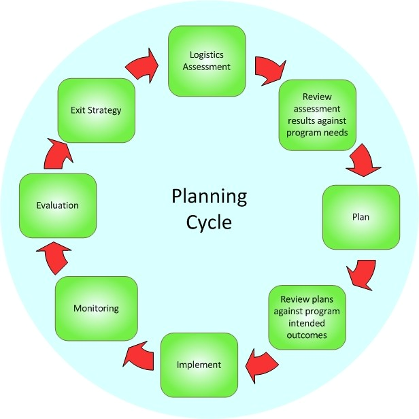 Logistics
Assessment
Review
assessment
results against
program needs
Plan
Review plans
against program
intended
outcomes
Implement
Monitoring
Evaluation
Exit Strategy
Planning
Cycle